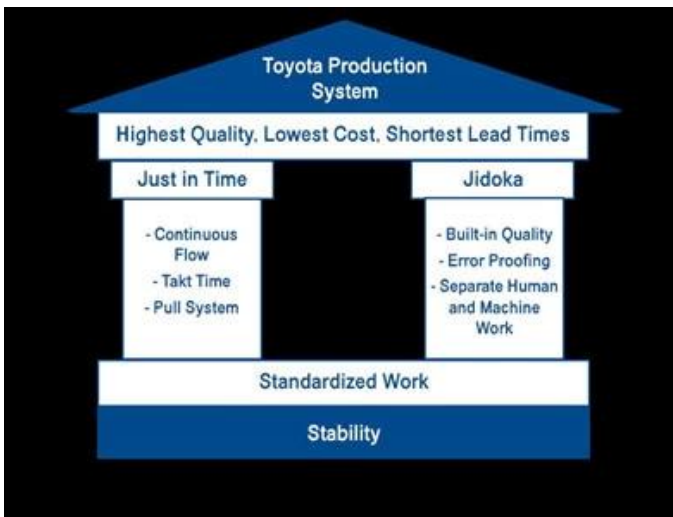 Toyota Production
System
Highest Quality, Lowest Cost, Shortest Lead Times
Just in Time
- Continuous
Flow
- Takt Time
- Pull System
Jidoka
- Built-in Quality
- Error Proofing
- Separate Human
and Machine
Work
Standardized Work
Stability